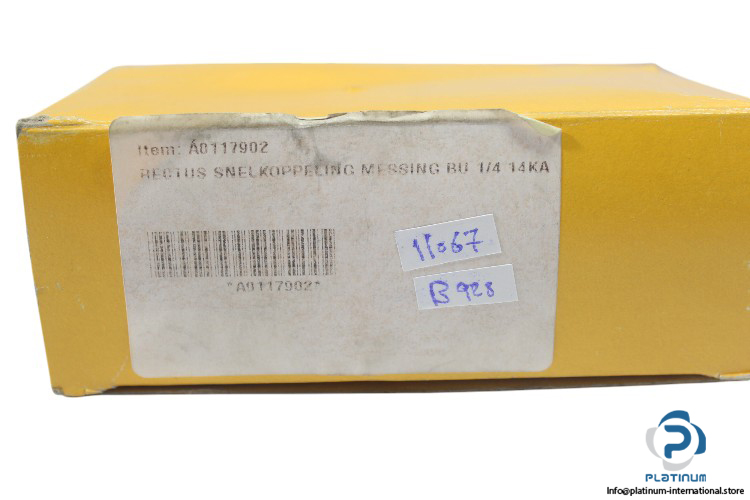 Item: A0117902
RECTUS SNELKOPPELING MESSING BU 1/4 14KA
*A0117902*
11067
B928
PLATINUM
Info@platinum-international.store